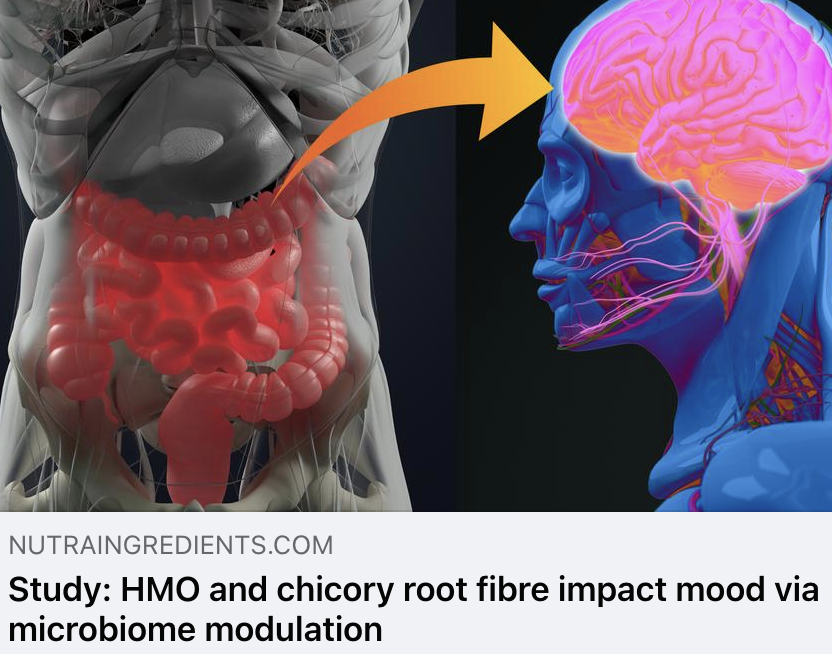 NUTRAINGREDIENTS.COM
Study: HMO and chicory root fibre impact mood via
microbiome modulation